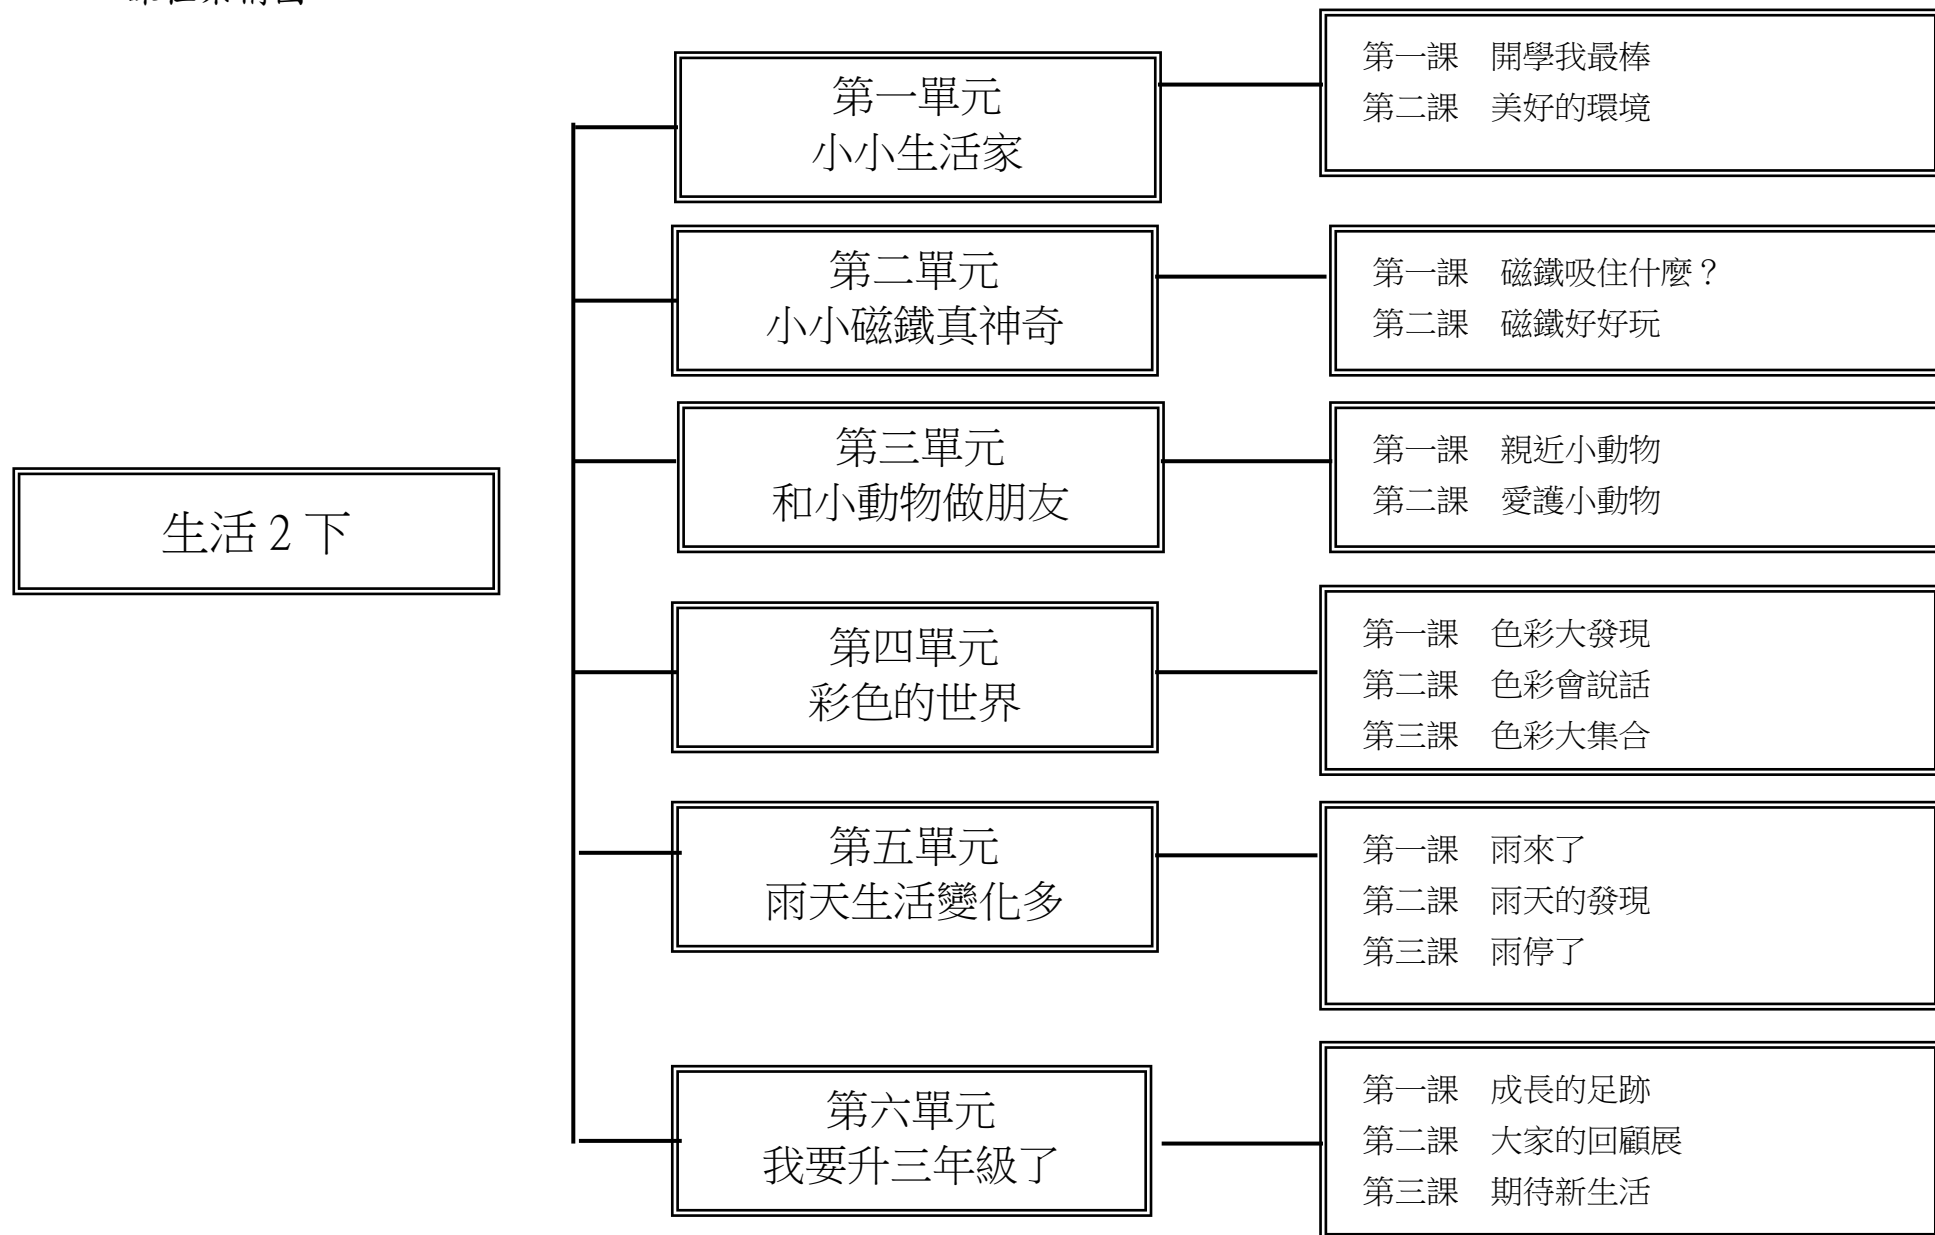 生活 2 下
第一單元
小小生活家
第一課　開學我最棒
第二課　美好的環境
第二單元
小小磁鐵真神奇
第一課　磁鐵吸住什麼？
第二課　磁鐵好好玩
第三單元
和小動物做朋友
第一課　親近小動物
第二課　愛護小動物
第四單元
彩色的世界
第一課　色彩大發現
第二課　色彩會說話
第三課　色彩大集合
第五單元
雨天生活變化多
第一課　雨來了
第二課　雨天的發現
第三課　雨停了
第六單元
我要升三年級了
第一課　成長的足跡
第二課　大家的回顧展
第三課　期待新生活